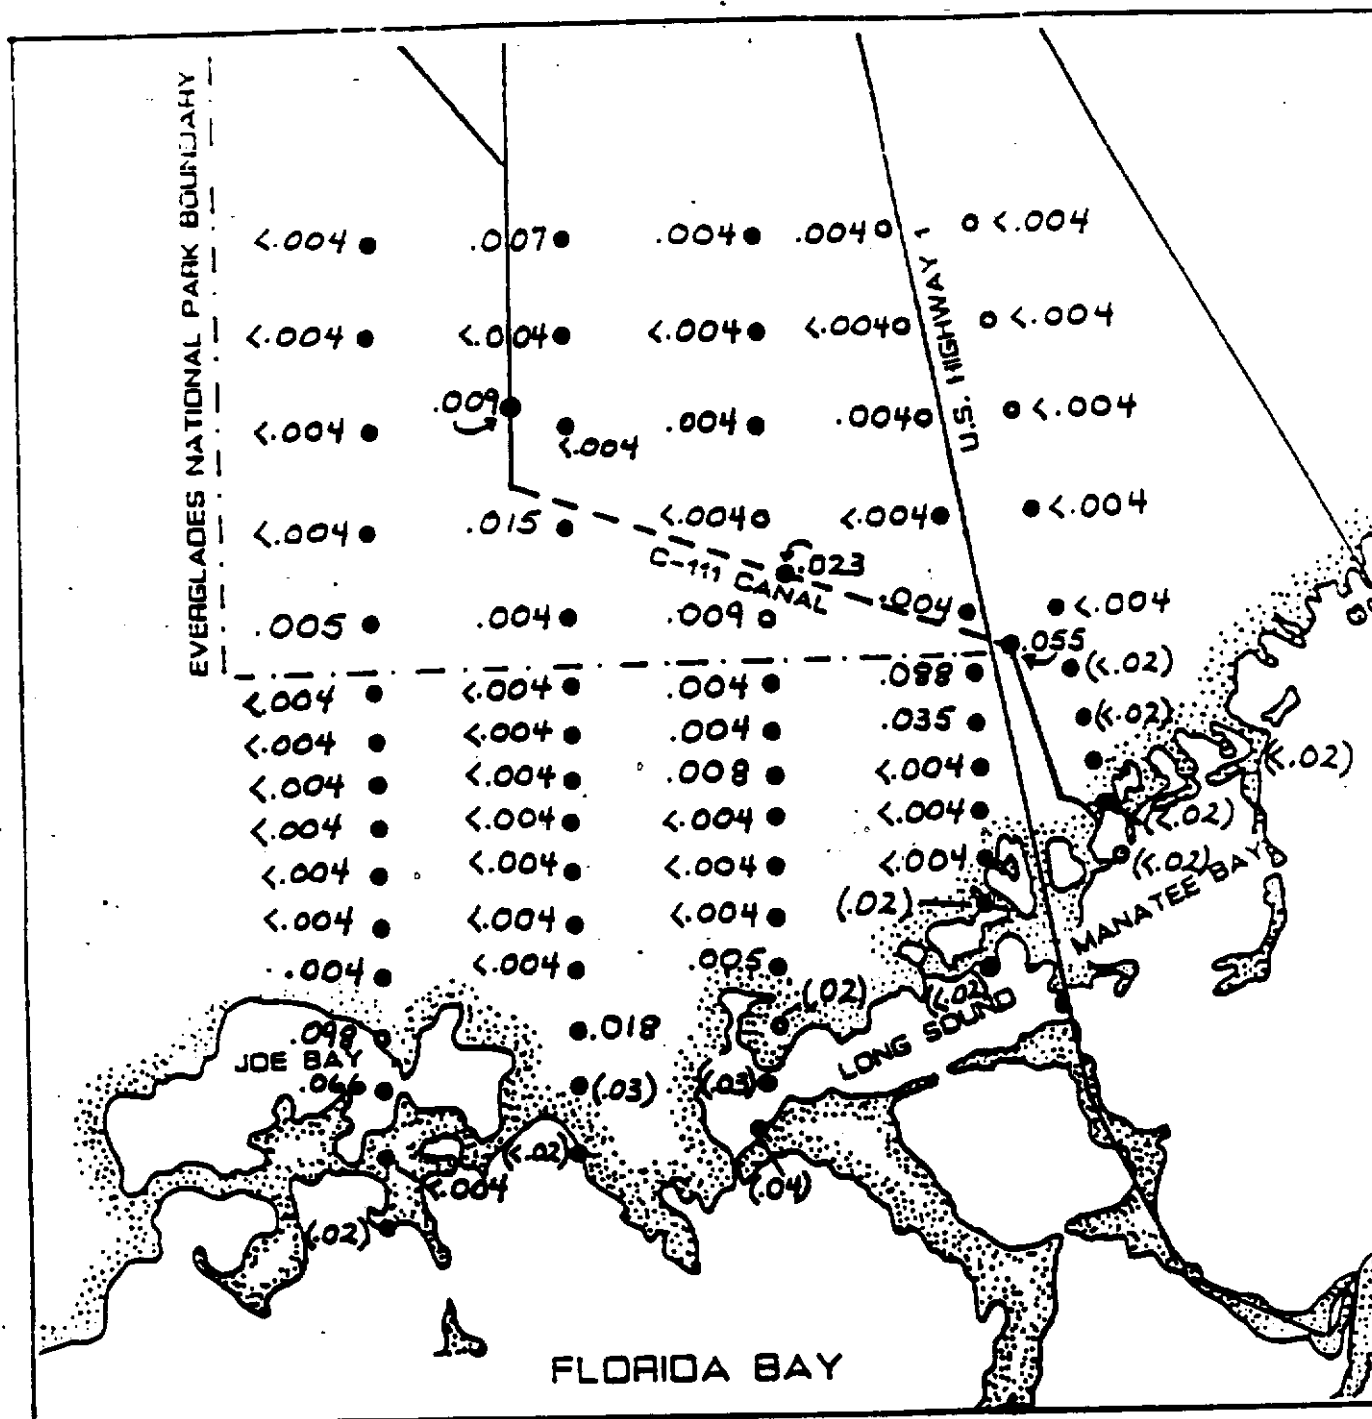 EVERGLADES NATIONAL PARK BOUNDARY
<.004 .007 .004 .004 <.004
U.S. HIGHWAY 1
<.004 <.004 <.004 <.004 <.004
.009
<.004 <.004 .004 .004 <.004
<.004 .015 <.004 <.004 <.004
C-111 CANAL
.023
.005 .004 .009 .004 <.004
.055
(<.02)
<.004 <.004 .004 .088
<.004 <.004 .004 .035 (<.02)
<.004 <.004 .008 <.004 (<.02)
<.004 <.004 <.004 <.004 (<.02)
<.004 <.004 <.004 <.004 (<.02)
MANATEE BAY
<.004 <.004 <.004 (.02)
.004 <.004 .005 (<.02)
LONG SOUND
.098 .018 (.02)
JOE BAY
.066 (.03) (.03)
<.004 (<.02) (.04)
(.02)
FLORIDA BAY